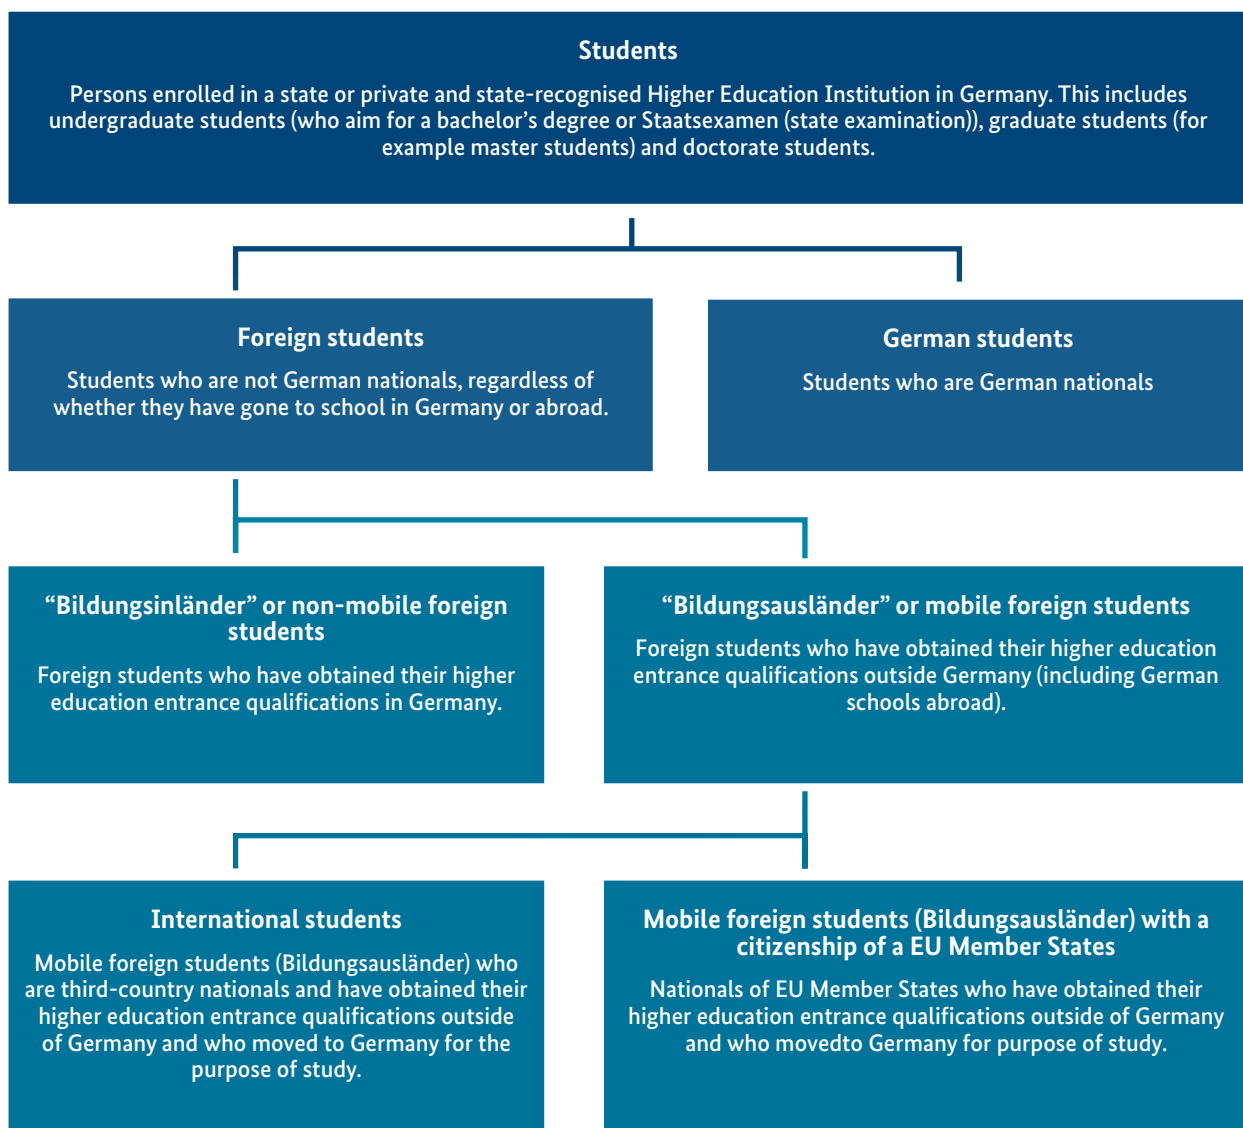 Students
Persons enrolled in a state or private and state-recognised Higher Education Institution in Germany. This includes
undergraduate students (who aim for a bachelor's degree or Staatsexamen (state examination)), graduate students (for
example master students) and doctorate students.
Foreign students
Students who are not German nationals, regardless of
whether they have gone to school in Germany or abroad.
German students
Students who are German nationals
“Bildungsinländer” or non-mobile foreign
students
Foreign students who have obtained their higher
education entrance qualifications in Germany.
“Bildungsausländer” or mobile foreign students
Foreign students who have obtained their higher education
entrance qualifications outside Germany (including German
schools abroad).
International students
Mobile foreign students (Bildungsausländer) who
are third-country nationals and have obtained their
higher education entrance qualifications outside
of Germany and who moved to Germany for the
purpose of study.
Mobile foreign students (Bildungsausländer) with a
citizenship of a EU Member States
Nationals of EU Member States who have obtained their
higher education entrance qualifications outside of Germany
and who movedto Germany for purpose of study.